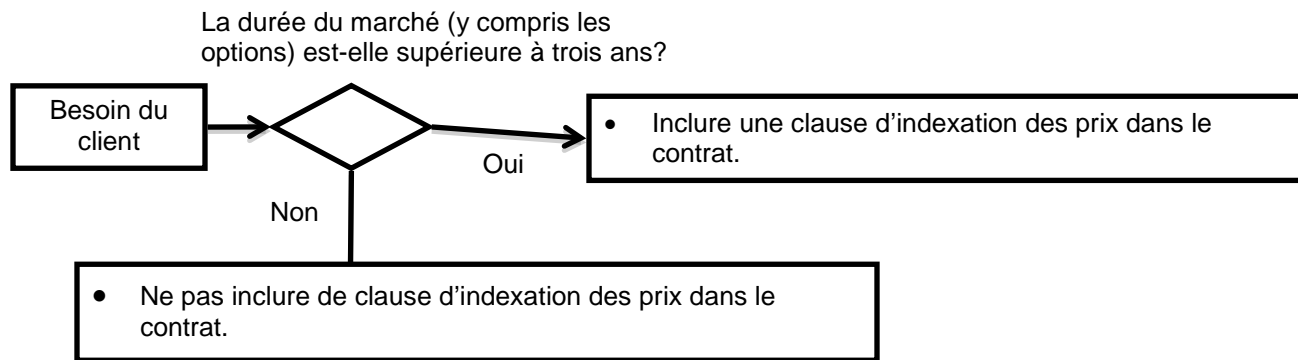 La durée du marché (y compris les
options) est-elle supérieure à trois ans?
Besoin du
client
• Inclure une clause d’indexation des prix dans le
contrat.
Oui
Non
• Ne pas inclure de clause d’indexation des prix dans le
contrat.